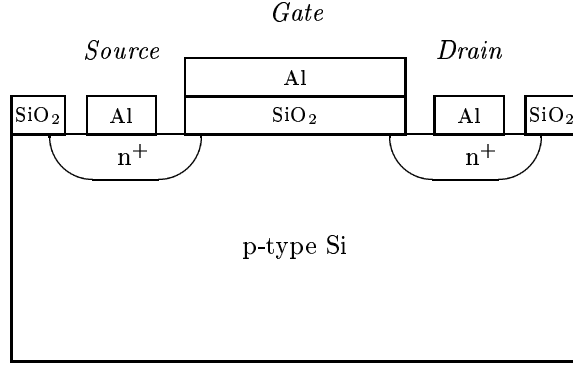 Gate
Source
Drain
Al
SiO₂
Al
SiO₂
Al
SiO₂
n⁺
n⁺
p-type Si